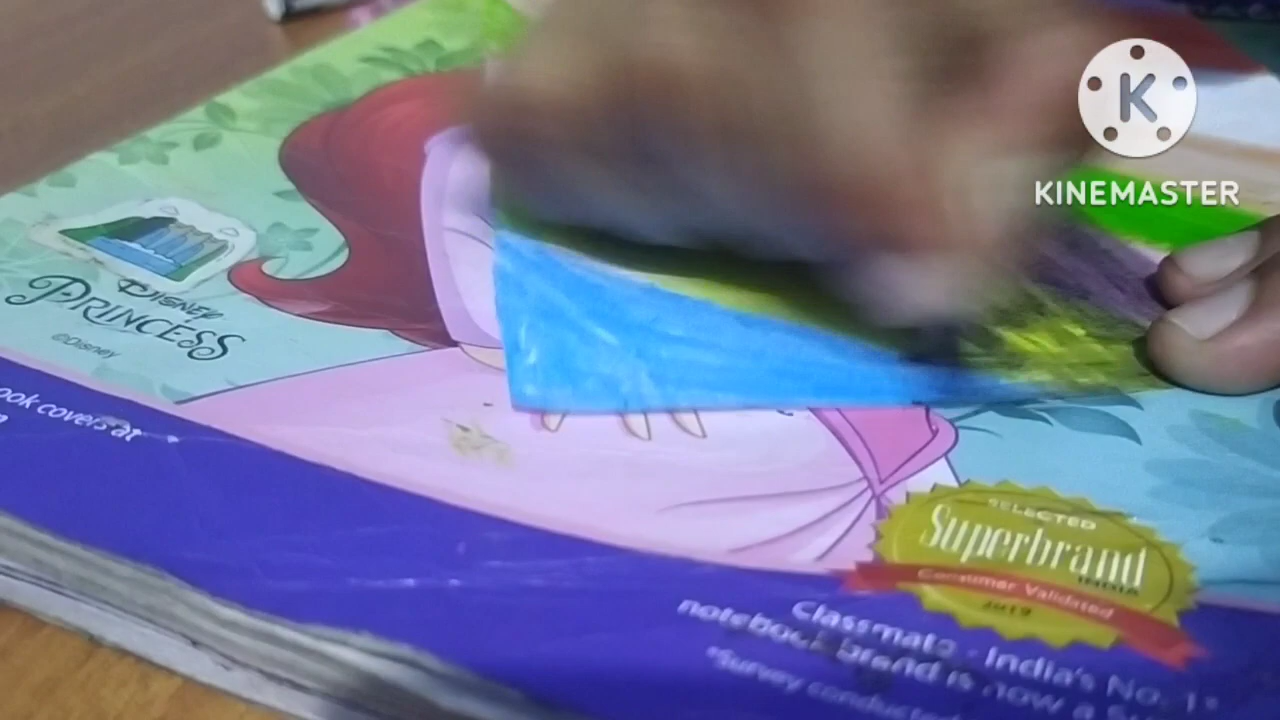 K
KINEMASTER
DISNEY
PRINCESS
©Disney
ook covers at
SELECTED
Superbrand
INDIA
Consumer Validated
2019
Classmate - India's No. 1*
notebook brand is now a S
*Survey conducted